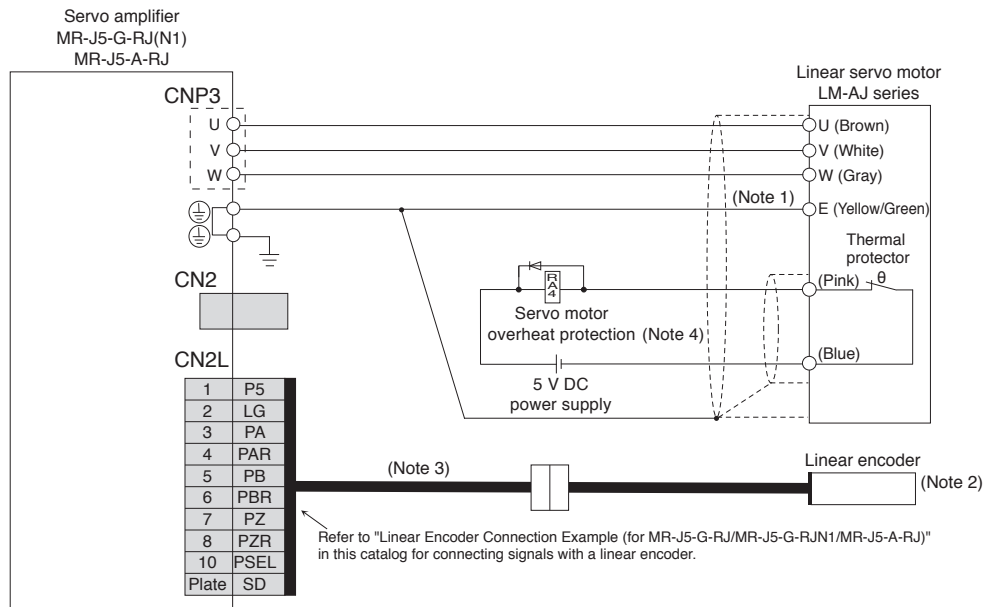 Servo amplifier
MR-J5-G-RJ(N1)
MR-J5-A-RJ
Linear servo motor
LM-AJ series
CNP3
U
V
W
U (Brown)
V (White)
W (Gray)
(Note 1)
E (Yellow/Green)
Thermal
protector
θ
(Pink)
RA4
Servo motor
overheat protection (Note 4)
(Blue)
5 V DC
power supply
CN2
CN2L
1 P5
2 LG
3 PA
4 PAR
5 PB
6 PBR
7 PZ
8 PZR
10 PSEL
Plate SD
(Note 3)
Linear encoder
(Note 2)
Refer to "Linear Encoder Connection Example (for MR-J5-G-RJ/MR-J5-G-RJN1/MR-J5-A-RJ)"
in this catalog for connecting signals with a linear encoder.